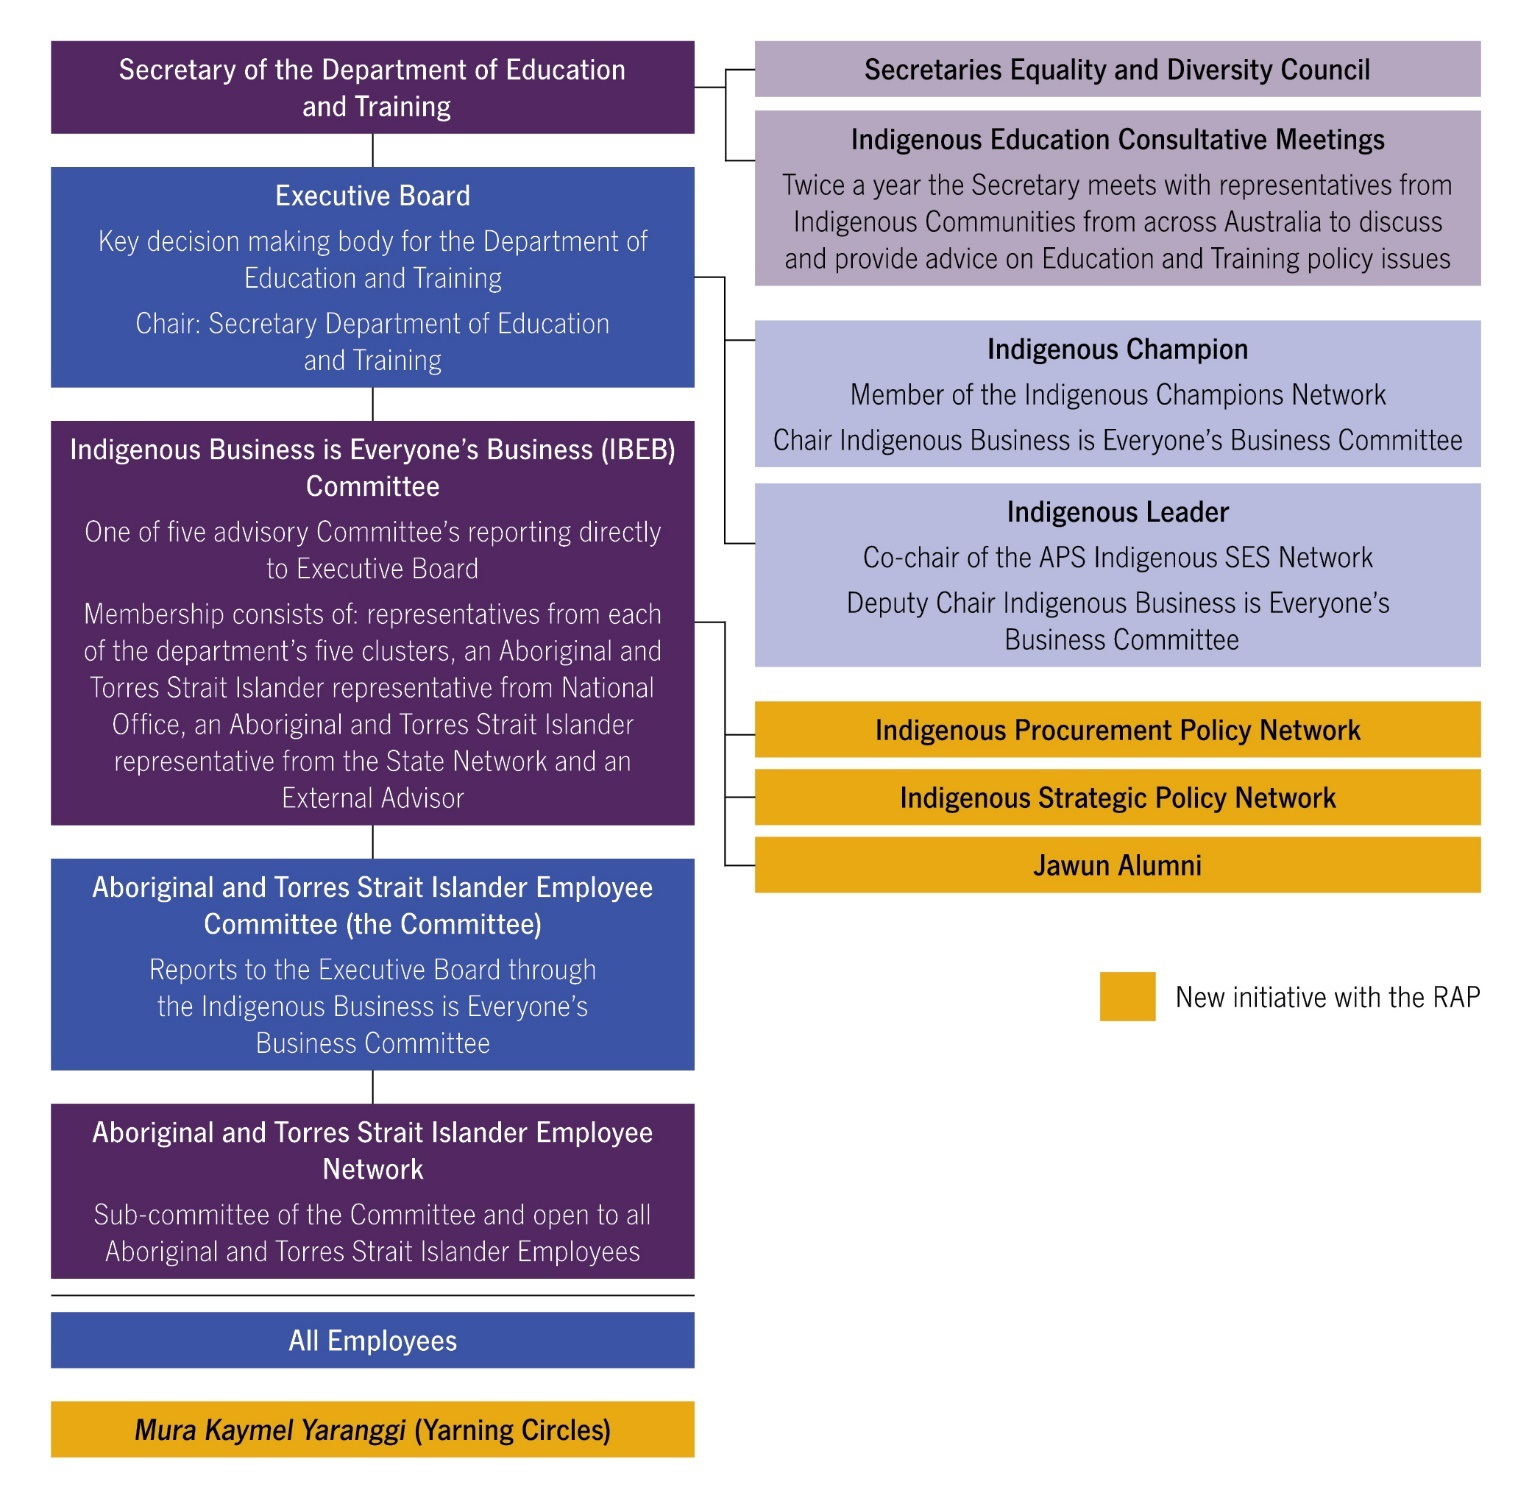 Secretary of the Department of Education
and Training
Executive Board
Key decision making body for the Department of
Education and Training
Chair: Secretary Department of Education
and Training
Indigenous Business is Everyone’s Business (IBEB)
Committee
One of five advisory Committee’s reporting directly
to Executive Board
Membership consists of: representatives from each
of the department’s five clusters, an Aboriginal and
Torres Strait Islander representative from National
Office, an Aboriginal and Torres Strait Islander
representative from the State Network and an
External Advisor
Aboriginal and Torres Strait Islander Employee
Committee (the Committee)
Reports to the Executive Board through
the Indigenous Business is Everyone’s
Business Committee
Aboriginal and Torres Strait Islander Employee
Network
Sub-committee of the Committee and open to all
Aboriginal and Torres Strait Islander Employees
All Employees
Mura Kaymel Yaranggi (Yarning Circles)
Secretaries Equality and Diversity Council
Indigenous Education Consultative Meetings
Twice a year the Secretary meets with representatives from
Indigenous Communities from across Australia to discuss
and provide advice on Education and Training policy issues
Indigenous Champion
Member of the Indigenous Champions Network
Chair Indigenous Business is Everyone’s Business Committee
Indigenous Leader
Co-chair of the APS Indigenous SES Network
Deputy Chair Indigenous Business is Everyone’s
Business Committee
Indigenous Procurement Policy Network
Indigenous Strategic Policy Network
Jawun Alumni
New initiative with the RAP